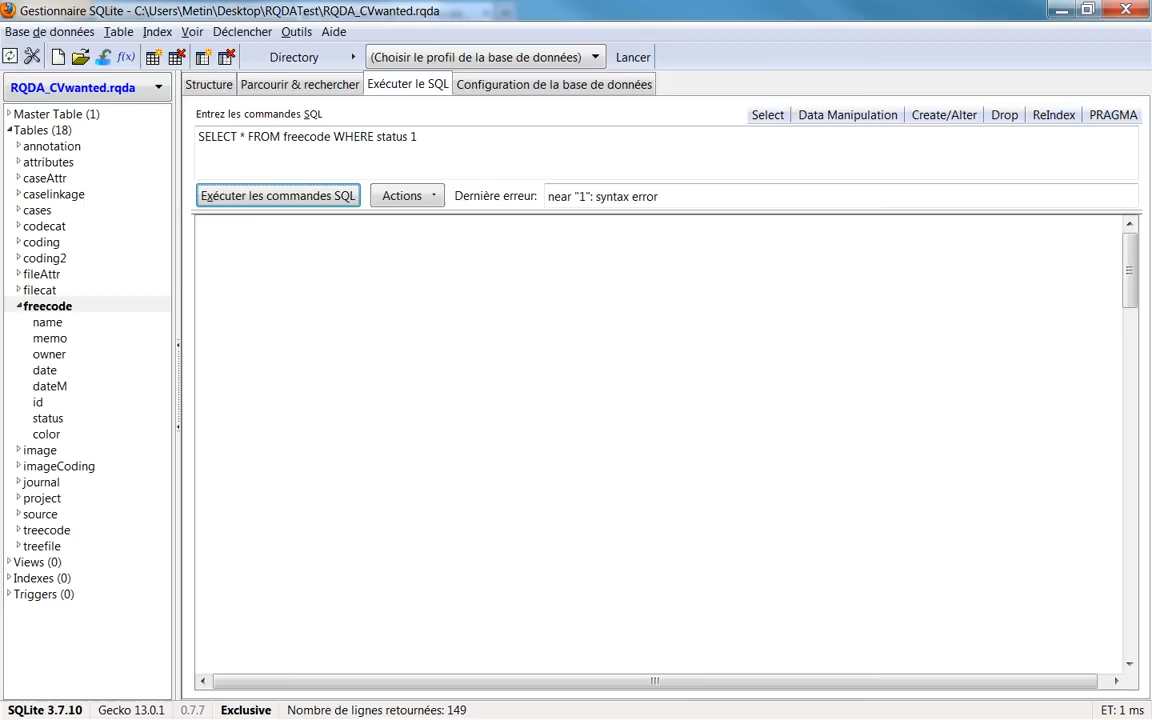 Gestionnaire SQLite - C:\Users\Metin\Desktop\RQDATest\RQDA_CVwanted.rqda
Base de données Table Index Voir Déclencher Outils Aide
f(x) Directory (Choisir le profil de la base de données) Lancer
RQDA_CVwanted.rqda
Master Table (1)
Tables (18)
annotation
attributes
caseAttr
caselinkage
cases
codecat
coding
coding2
fileAttr
filecat
freecode
name
memo
owner
date
dateM
id
status
color
image
imageCoding
journal
project
source
treecode
treefile
Views (0)
Indexes (0)
Triggers (0)
Structure Parcourir & rechercher Exécuter le SQL Configuration de la base de données
Entrez les commandes SQL Select Data Manipulation Create/Alter Drop ReIndex PRAGMA
SELECT * FROM freecode WHERE status 1
Exécuter les commandes SQL Actions Dernière erreur: near "1": syntax error
SQLite 3.7.10 Gecko 13.0.1 0.7.7 Exclusive Nombre de lignes retournées: 149 ET: 1 ms